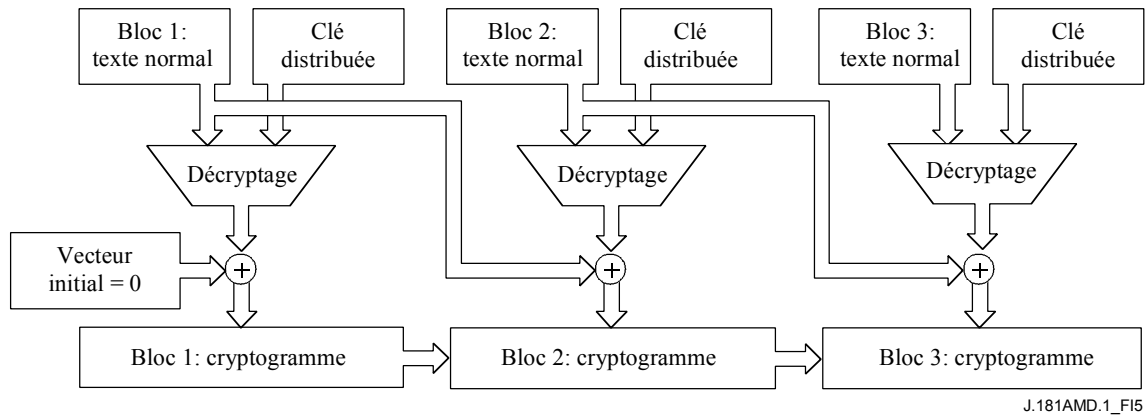 Bloc 1:
texte normal
Clé
distribuée
Bloc 2:
texte normal
Clé
distribuée
Bloc 3:
texte normal
Clé
distribuée
Décryptage
Décryptage
Décryptage
Vecteur
initial = 0
+
+
+
Bloc 1: cryptogramme
Bloc 2: cryptogramme
Bloc 3: cryptogramme
J.181AMD.1_FI5